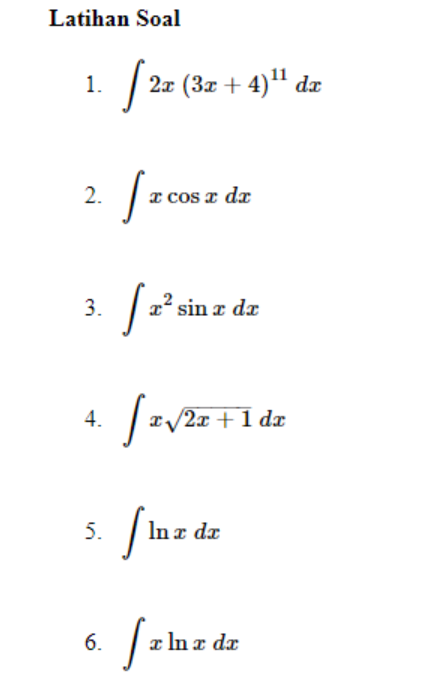 Latihan Soal
1. ∫ 2x (3x + 4)¹¹ dx
2. ∫ x cos x dx
3. ∫ x² sin x dx
4. ∫ x√(2x + 1) dx
5. ∫ ln x dx
6. ∫ x ln x dx